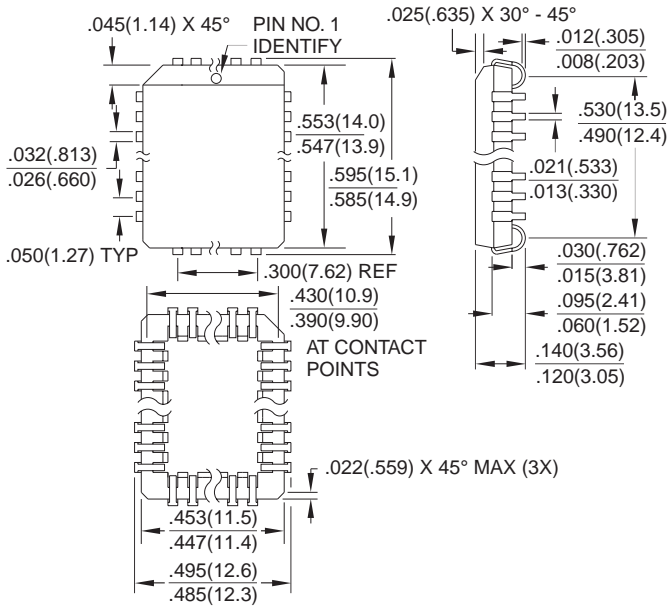 .045(1.14) X 45°
PIN NO. 1
IDENTIFY
.025(.635) X 30° - 45°
.012(.305)
.008(.203)
.553(14.0)
.547(13.9)
.530(13.5)
.490(12.4)
.032(.813)
.026(.660)
.595(15.1)
.585(14.9)
.021(.533)
.013(.330)
.050(1.27) TYP
.300(7.62) REF
.030(.762)
.015(3.81)
.430(10.9)
.390(9.90)
AT CONTACT
POINTS
.095(2.41)
.060(1.52)
.140(3.56)
.120(3.05)
.022(.559) X 45° MAX (3X)
.453(11.5)
.447(11.4)
.495(12.6)
.485(12.3)